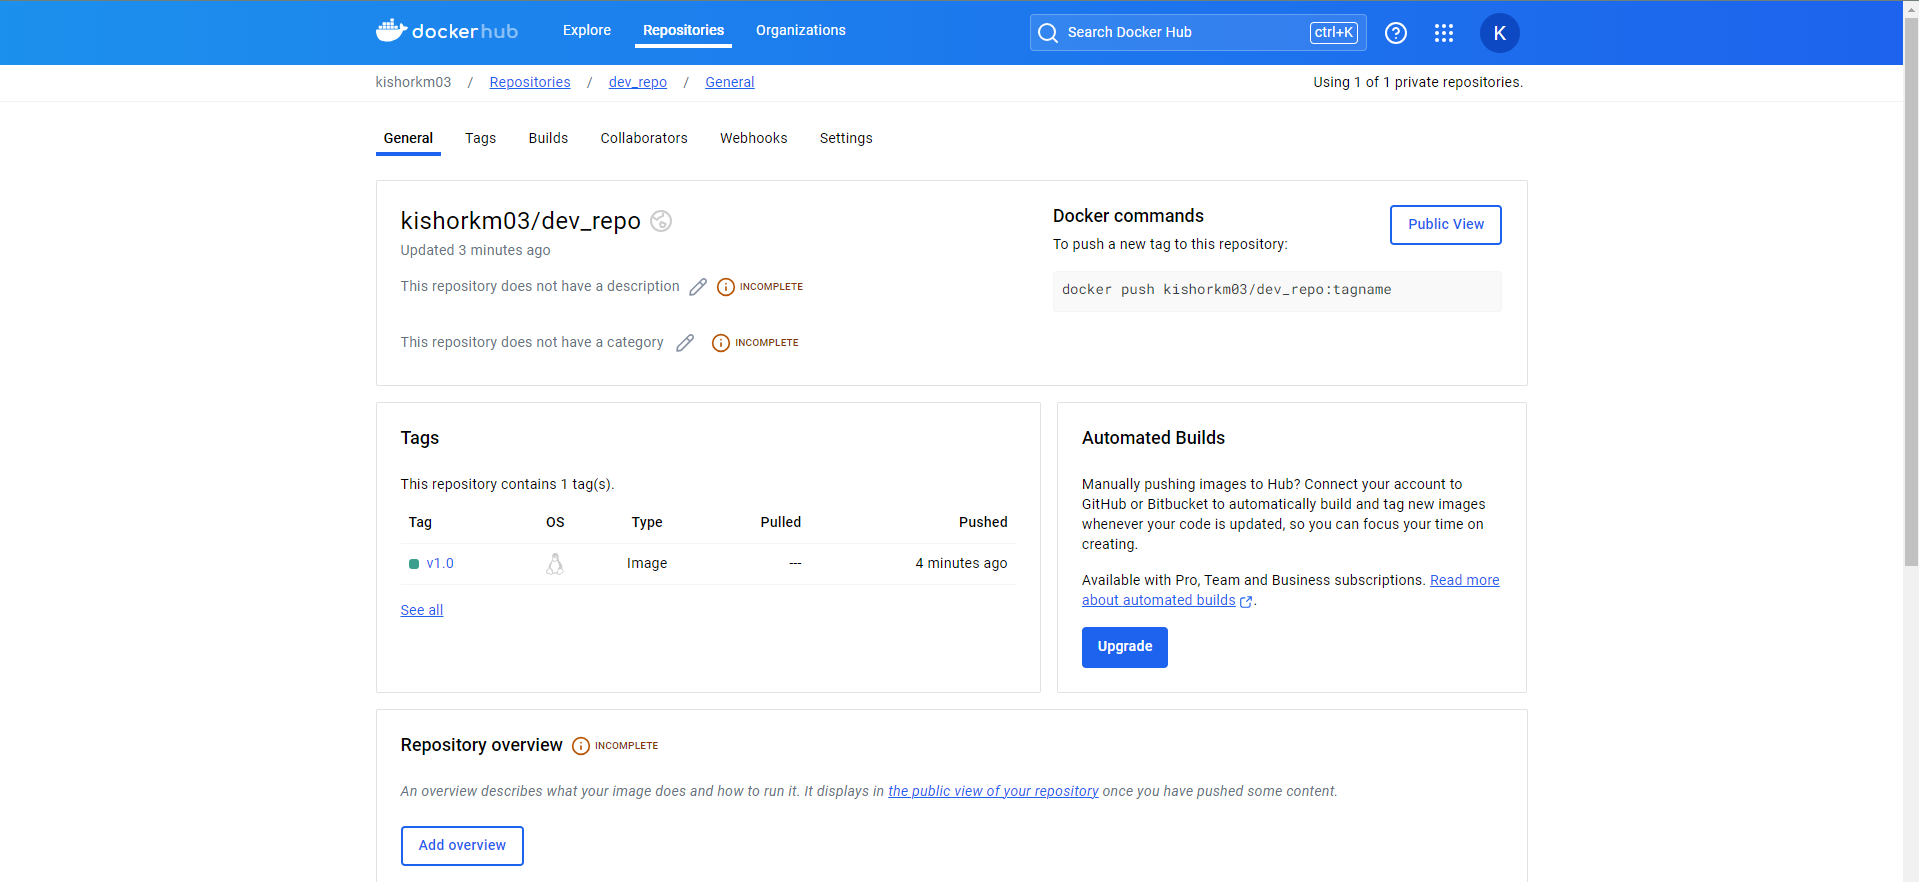 dockerhub Explore Repositories Organizations Search Docker Hub ctrl+K K
kishorkm03 / Repositories / dev_repo / General Using 1 of 1 private repositories.
General Tags Builds Collaborators Webhooks Settings
kishorkm03/dev_repo
Updated 3 minutes ago
This repository does not have a description INCOMPLETE
This repository does not have a category INCOMPLETE
Docker commands
To push a new tag to this repository:
Public View
docker push kishorkm03/dev_repo:tagname
Tags
This repository contains 1 tag(s).
Tag OS Type Pulled Pushed
v1.0 Image --- 4 minutes ago
See all
Automated Builds
Manually pushing images to Hub? Connect your account to
GitHub or Bitbucket to automatically build and tag new images
whenever your code is updated, so you can focus your time on
creating.
Available with Pro, Team and Business subscriptions. Read more
about automated builds .
Upgrade
Repository overview INCOMPLETE
An overview describes what your image does and how to run it. It displays in the public view of your repository once you have pushed some content.
Add overview